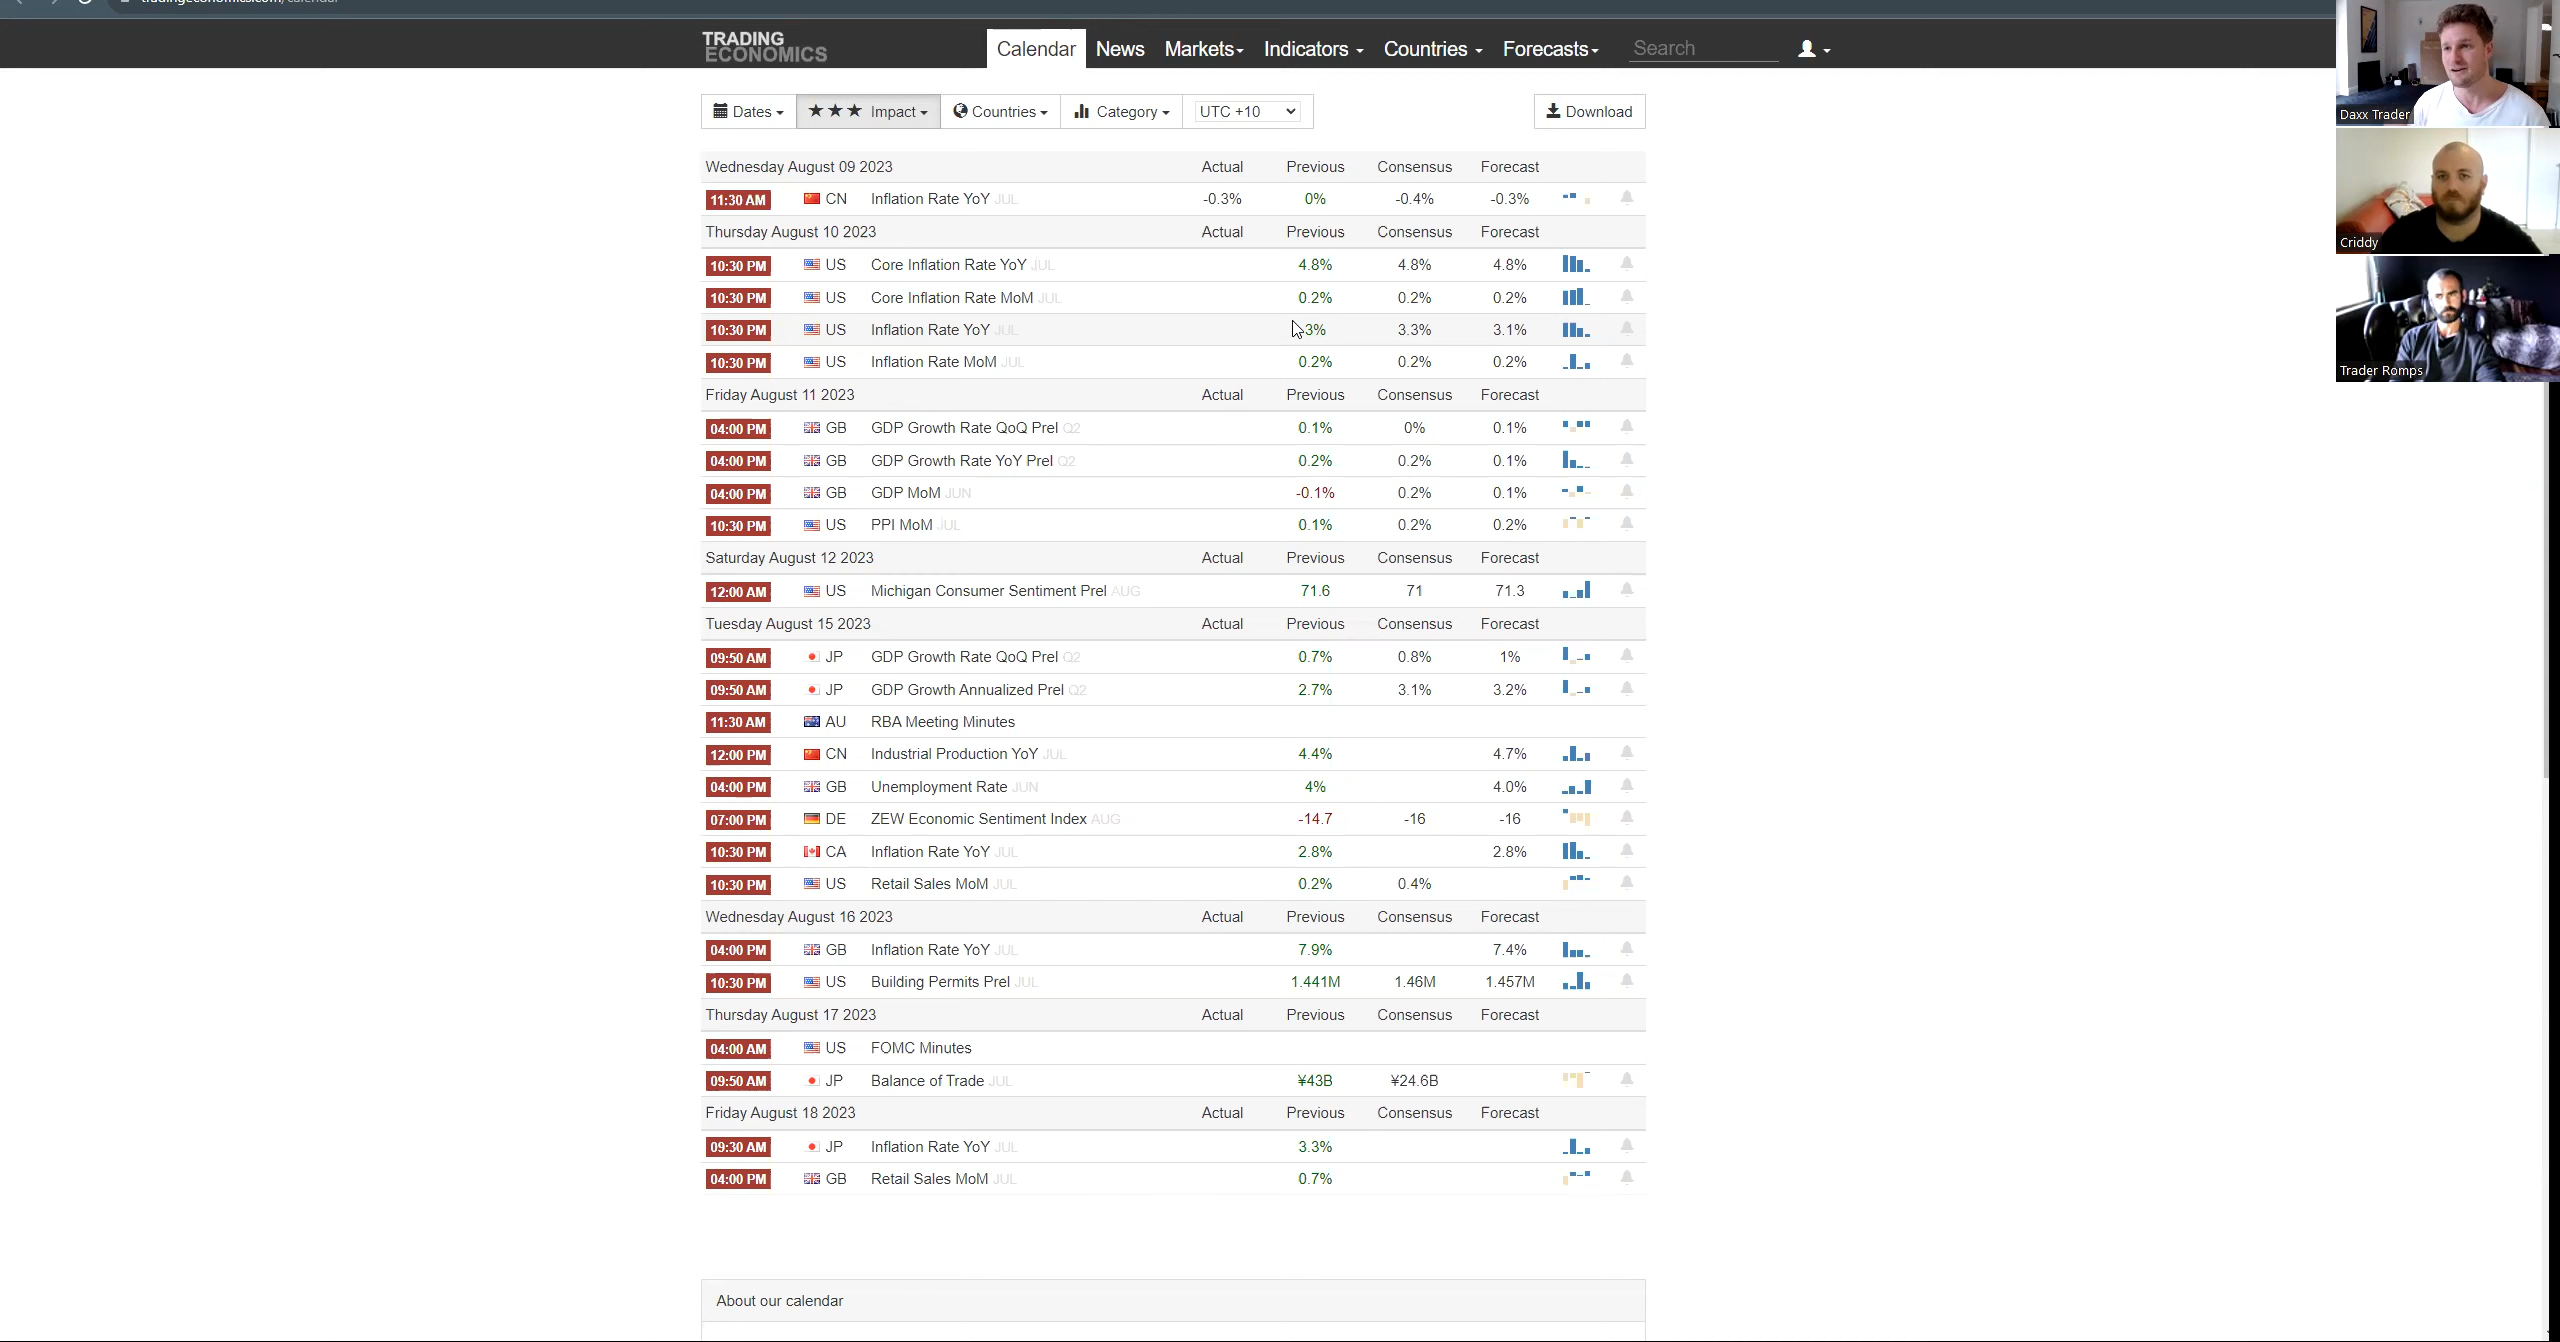 TRADING
ECONOMICS
Calendar News Markets Indicators Countries Forecasts Search
Dates ★★★ Impact Countries Category UTC +10 Download
Wednesday August 09 2023 Actual Previous Consensus Forecast
11:30 AM CN Inflation Rate YoY JUL -0.3% 0% -0.4% -0.3%
Thursday August 10 2023 Actual Previous Consensus Forecast
10:30 PM US Core Inflation Rate YoY JUL 4.8% 4.8% 4.8%
10:30 PM US Core Inflation Rate MoM JUL 0.2% 0.2% 0.2%
10:30 PM US Inflation Rate YoY JUL 3% 3.3% 3.1%
10:30 PM US Inflation Rate MoM JUL 0.2% 0.2% 0.2%
Friday August 11 2023 Actual Previous Consensus Forecast
04:00 PM GB GDP Growth Rate QoQ Prel Q2 0.1% 0% 0.1%
04:00 PM GB GDP Growth Rate YoY Prel Q2 0.2% 0.2% 0.1%
04:00 PM GB GDP MoM JUN -0.1% 0.2% 0.1%
10:30 PM US PPI MoM JUL 0.1% 0.2% 0.2%
Saturday August 12 2023 Actual Previous Consensus Forecast
12:00 AM US Michigan Consumer Sentiment Prel AUG 71.6 71 71.3
Tuesday August 15 2023 Actual Previous Consensus Forecast
09:50 AM JP GDP Growth Rate QoQ Prel Q2 0.7% 0.8% 1%
09:50 AM JP GDP Growth Annualized Prel Q2 2.7% 3.1% 3.2%
11:30 AM AU RBA Meeting Minutes
12:00 PM CN Industrial Production YoY JUL 4.4% 4.7%
04:00 PM GB Unemployment Rate JUN 4% 4.0%
07:00 PM DE ZEW Economic Sentiment Index AUG -14.7 -16 -16
10:30 PM CA Inflation Rate YoY JUL 2.8% 2.8%
10:30 PM US Retail Sales MoM JUL 0.2% 0.4%
Wednesday August 16 2023 Actual Previous Consensus Forecast
04:00 PM GB Inflation Rate YoY JUL 7.9% 7.4%
10:30 PM US Building Permits Prel JUL 1.441M 1.46M 1.457M
Thursday August 17 2023 Actual Previous Consensus Forecast
04:00 AM US FOMC Minutes
09:50 AM JP Balance of Trade JUL ¥43B ¥24.6B
Friday August 18 2023 Actual Previous Consensus Forecast
09:30 AM JP Inflation Rate YoY JUL 3.3%
04:00 PM GB Retail Sales MoM JUL 0.7%
About our calendar
Daxx Trader
Criddy
Trader Romps